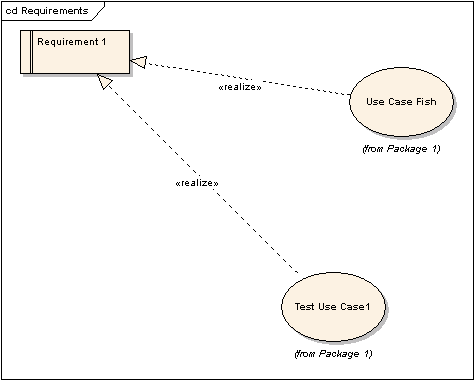 cd Requirements
Requirement 1
«realize»
Use Case Fish
(from Package 1)
«realize»
Test Use Case1
(from Package 1)